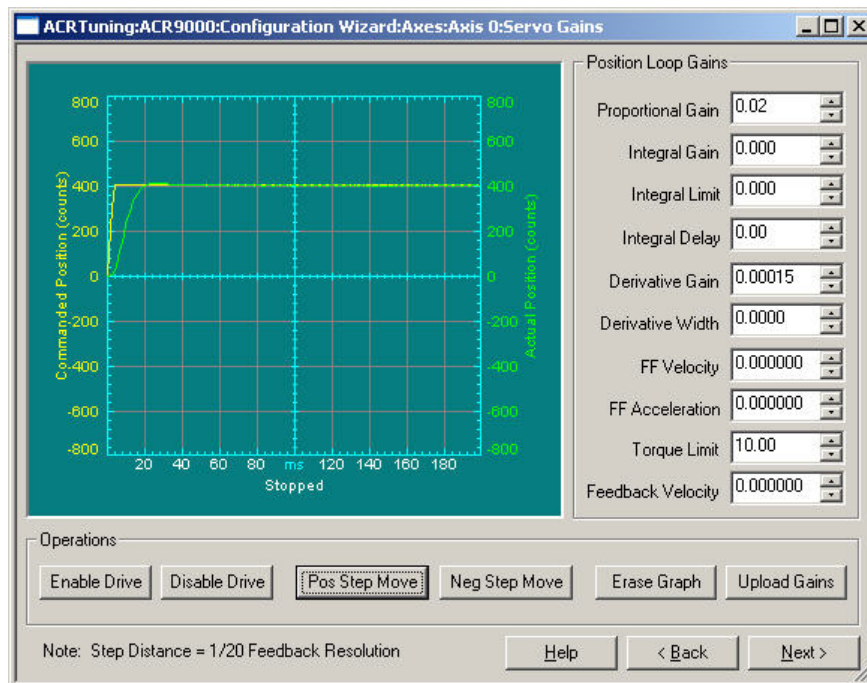 ACRTuning:ACR9000:Configuration Wizard:Axes:Axis 0:Servo Gains
800
600
400
200
0
-200
-400
-600
-800
Commanded Position (counts)
800
600
400
200
0
-200
-400
-600
-800
Actual Position (counts)
20 40 60 80 ms 120 140 160 180
Stopped
Position Loop Gains
Proportional Gain 0.02
Integral Gain 0.000
Integral Limit 0.000
Integral Delay 0.00
Derivative Gain 0.00015
Derivative Width 0.0000
FF Velocity 0.000000
FF Acceleration 0.000000
Torque Limit 10.00
Feedback Velocity 0.000000
Operations
Enable Drive Disable Drive Pos Step Move Neg Step Move Erase Graph Upload Gains
Note: Step Distance = 1/20 Feedback Resolution
Help < Back Next >